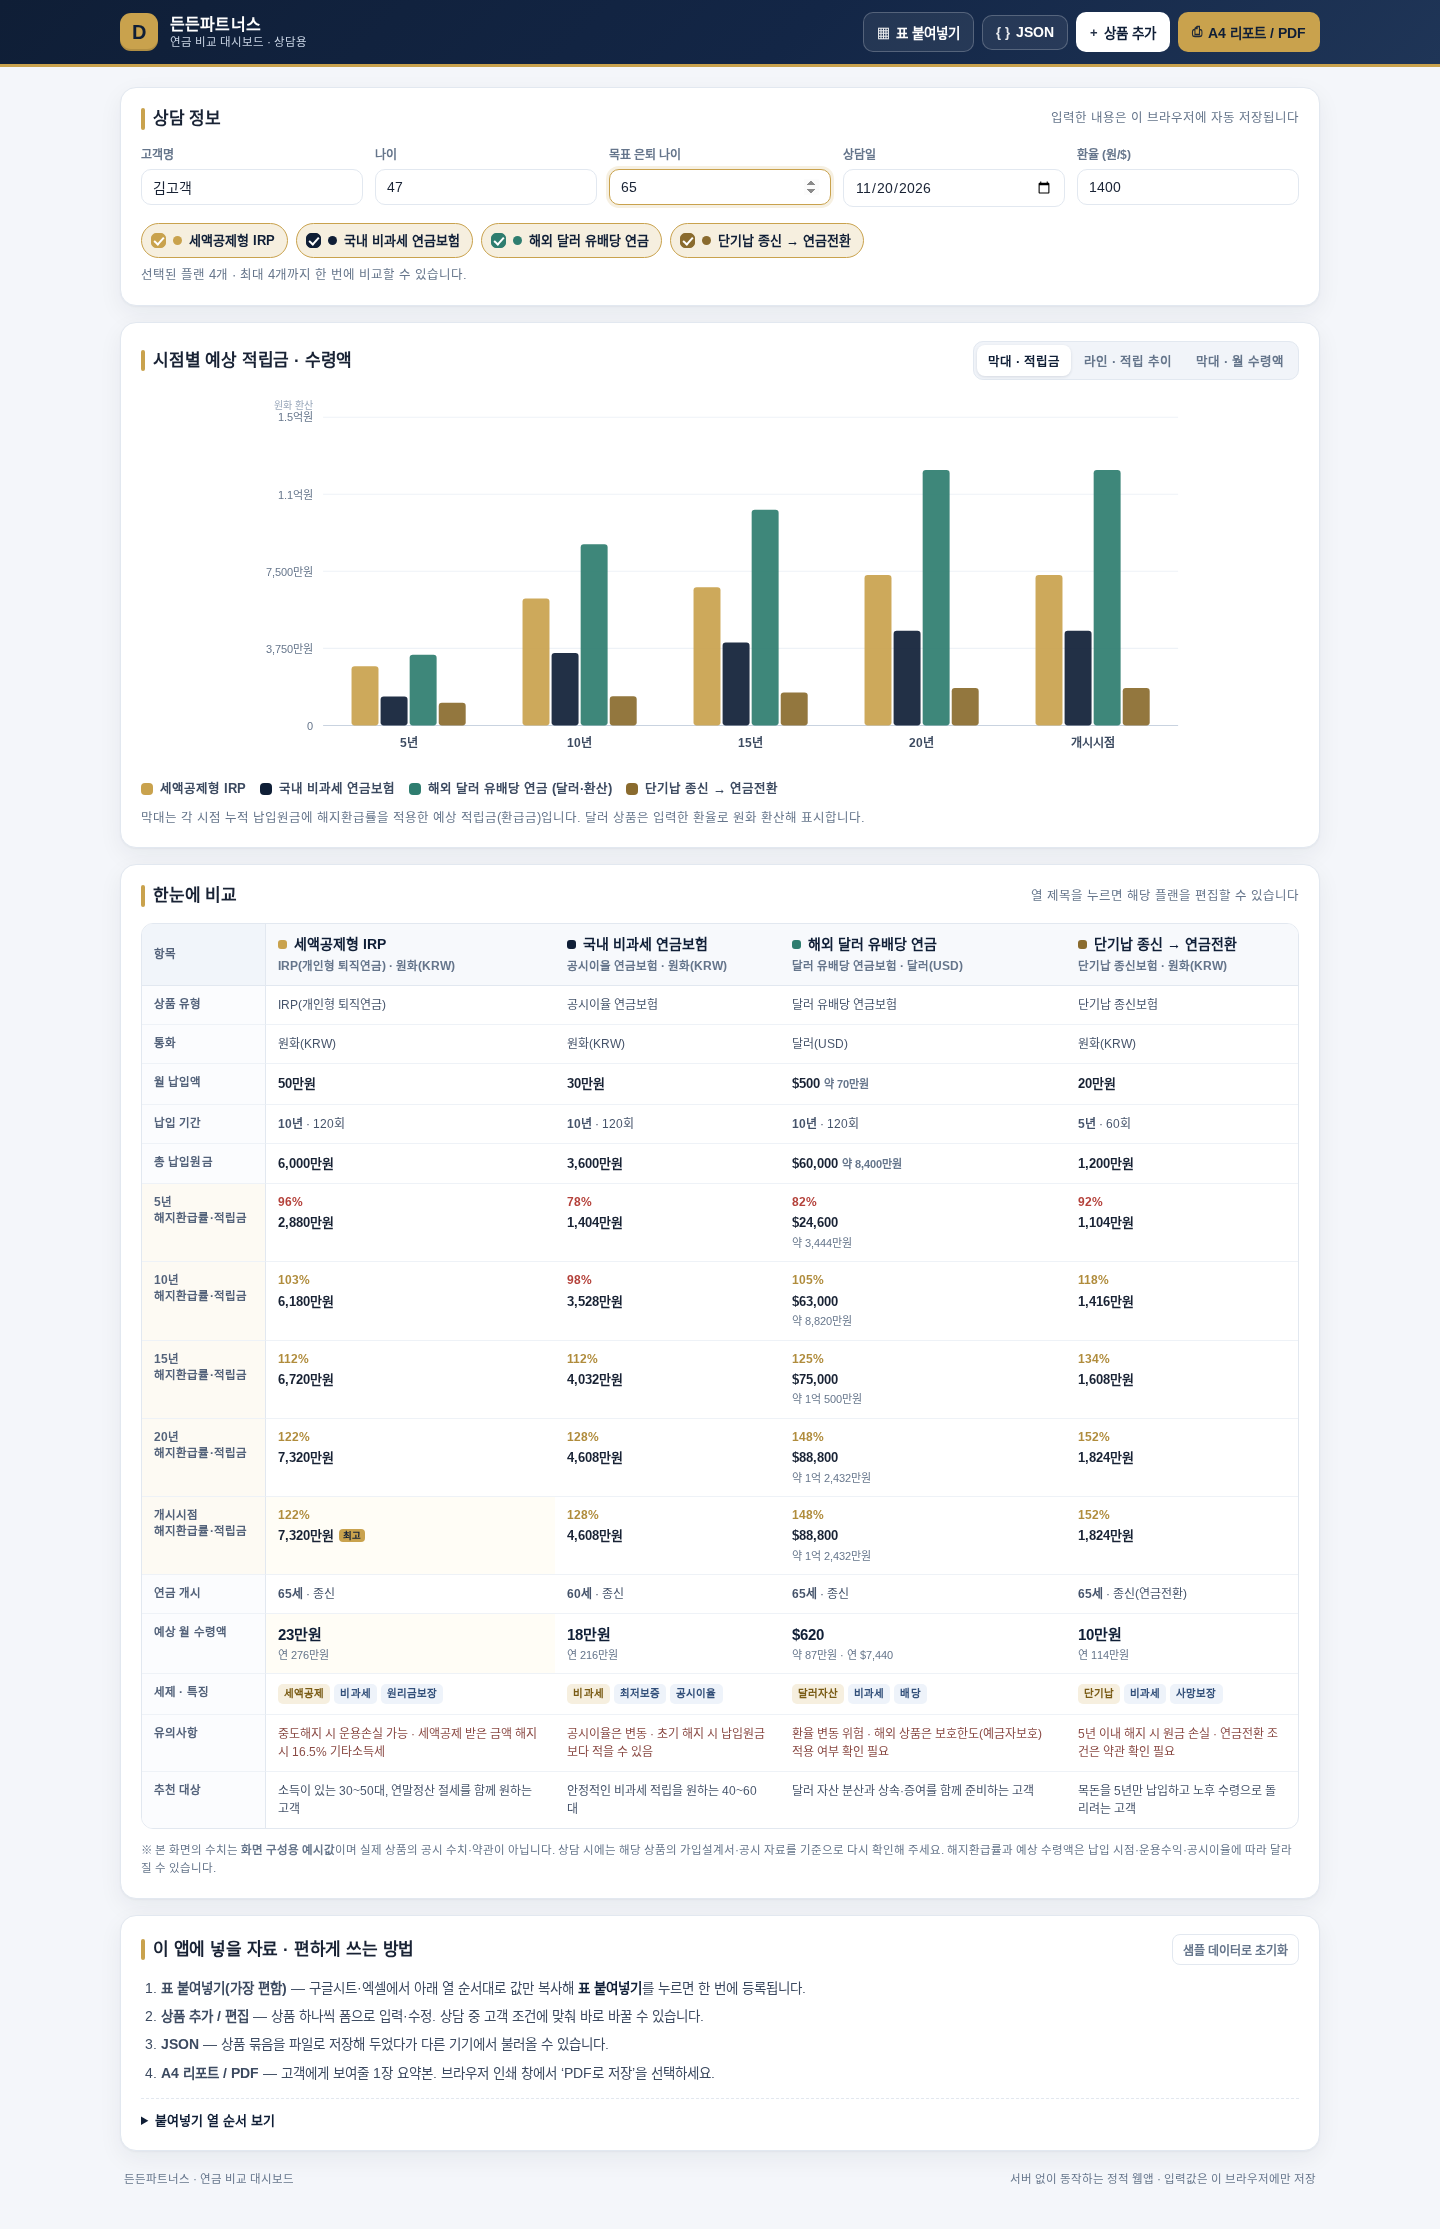 D
든든파트너스
연금 비교 대시보드 · 상담용
▦ 표 붙여넣기
{ } JSON
+ 상품 추가
⎙ A4 리포트 / PDF
상담 정보
입력한 내용은 이 브라우저에 자동 저장됩니다
고객명 나이 목표 은퇴 나이 상담일 환율 (원/$)
김고객 47 65 11/20/2026 1400
세액공제형 IRP
국내 비과세 연금보험
해외 달러 유배당 연금
단기납 종신 → 연금전환
선택된 플랜 4개 · 최대 4개까지 한 번에 비교할 수 있습니다.
시점별 예상 적립금 · 수령액
막대 · 적립금 라인 · 적립 추이 막대 · 월 수령액
원화 환산
1.5억원
1.1억원
7,500만원
3,750만원
0
5년 10년 15년 20년 개시시점
세액공제형 IRP 국내 비과세 연금보험 해외 달러 유배당 연금 (달러·환산) 단기납 종신 → 연금전환
막대는 각 시점 누적 납입원금에 해지환급률을 적용한 예상 적립금(환급금)입니다. 달러 상품은 입력한 환율로 원화 환산해 표시합니다.
한눈에 비교
열 제목을 누르면 해당 플랜을 편집할 수 있습니다
항목
세액공제형 IRP 국내 비과세 연금보험 해외 달러 유배당 연금 단기납 종신 → 연금전환
IRP(개인형 퇴직연금) · 원화(KRW) 공시이율 연금보험 · 원화(KRW) 달러 유배당 연금보험 · 달러(USD) 단기납 종신보험 · 원화(KRW)
상품 유형 IRP(개인형 퇴직연금) 공시이율 연금보험 달러 유배당 연금보험 단기납 종신보험
통화 원화(KRW) 원화(KRW) 달러(USD) 원화(KRW)
월 납입액 50만원 30만원 $500 약 70만원 20만원
납입 기간 10년 · 120회 10년 · 120회 10년 · 120회 5년 · 60회
총 납입원금 6,000만원 3,600만원 $60,000 약 8,400만원 1,200만원
5년 96% 78% 82% 92%
해지환급률·적립금 2,880만원 1,404만원 $24,600 1,104만원
약 3,444만원
10년 103% 98% 105% 118%
해지환급률·적립금 6,180만원 3,528만원 $63,000 1,416만원
약 8,820만원
15년 112% 112% 125% 134%
해지환급률·적립금 6,720만원 4,032만원 $75,000 1,608만원
약 1억 500만원
20년 122% 128% 148% 152%
해지환급률·적립금 7,320만원 4,608만원 $88,800 1,824만원
약 1억 2,432만원
개시시점 122% 128% 148% 152%
해지환급률·적립금 7,320만원 최고 4,608만원 $88,800 1,824만원
약 1억 2,432만원
연금 개시 65세 · 종신 60세 · 종신 65세 · 종신 65세 · 종신(연금전환)
예상 월 수령액 23만원 18만원 $620 10만원
연 276만원 연 216만원 약 87만원 · 연 $7,440 연 114만원
세제 · 특징 세액공제 비과세 원리금보장 비과세 최저보증 공시이율 달러자산 비과세 배당 단기납 비과세 사망보장
유의사항
중도해지 시 운용손실 가능 · 세액공제 받은 금액 해지
시 16.5% 기타소득세
공시이율은 변동 · 초기 해지 시 납입원금
보다 적을 수 있음
환율 변동 위험 · 해외 상품은 보호한도(예금자보호)
적용 여부 확인 필요
5년 이내 해지 시 원금 손실 · 연금전환 조
건은 약관 확인 필요
추천 대상
소득이 있는 30~50대, 연말정산 절세를 함께 원하는
고객
안정적인 비과세 적립을 원하는 40~60
대
달러 자산 분산과 상속·증여를 함께 준비하는 고객
목돈을 5년만 납입하고 노후 수령으로 돌
리려는 고객
※ 본 화면의 수치는 화면 구성용 예시값이며 실제 상품의 공시 수치·약관이 아닙니다. 상담 시에는 해당 상품의 가입설계서·공시 자료를 기준으로 다시 확인해 주세요. 해지환급률과 예상 수령액은 납입 시점·운용수익·공시이율에 따라 달라
질 수 있습니다.
이 앱에 넣을 자료 · 편하게 쓰는 방법
샘플 데이터로 초기화
1. 표 붙여넣기(가장 편함) — 구글시트·엑셀에서 아래 열 순서대로 값만 복사해 표 붙여넣기를 누르면 한 번에 등록됩니다.
2. 상품 추가 / 편집 — 상품 하나씩 폼으로 입력·수정. 상담 중 고객 조건에 맞춰 바로 바꿀 수 있습니다.
3. JSON — 상품 묶음을 파일로 저장해 두었다가 다른 기기에서 불러올 수 있습니다.
4. A4 리포트 / PDF — 고객에게 보여줄 1장 요약본. 브라우저 인쇄 창에서 ‘PDF로 저장’을 선택하세요.
▶ 붙여넣기 열 순서 보기
든든파트너스 · 연금 비교 대시보드
서버 없이 동작하는 정적 웹앱 · 입력값은 이 브라우저에만 저장